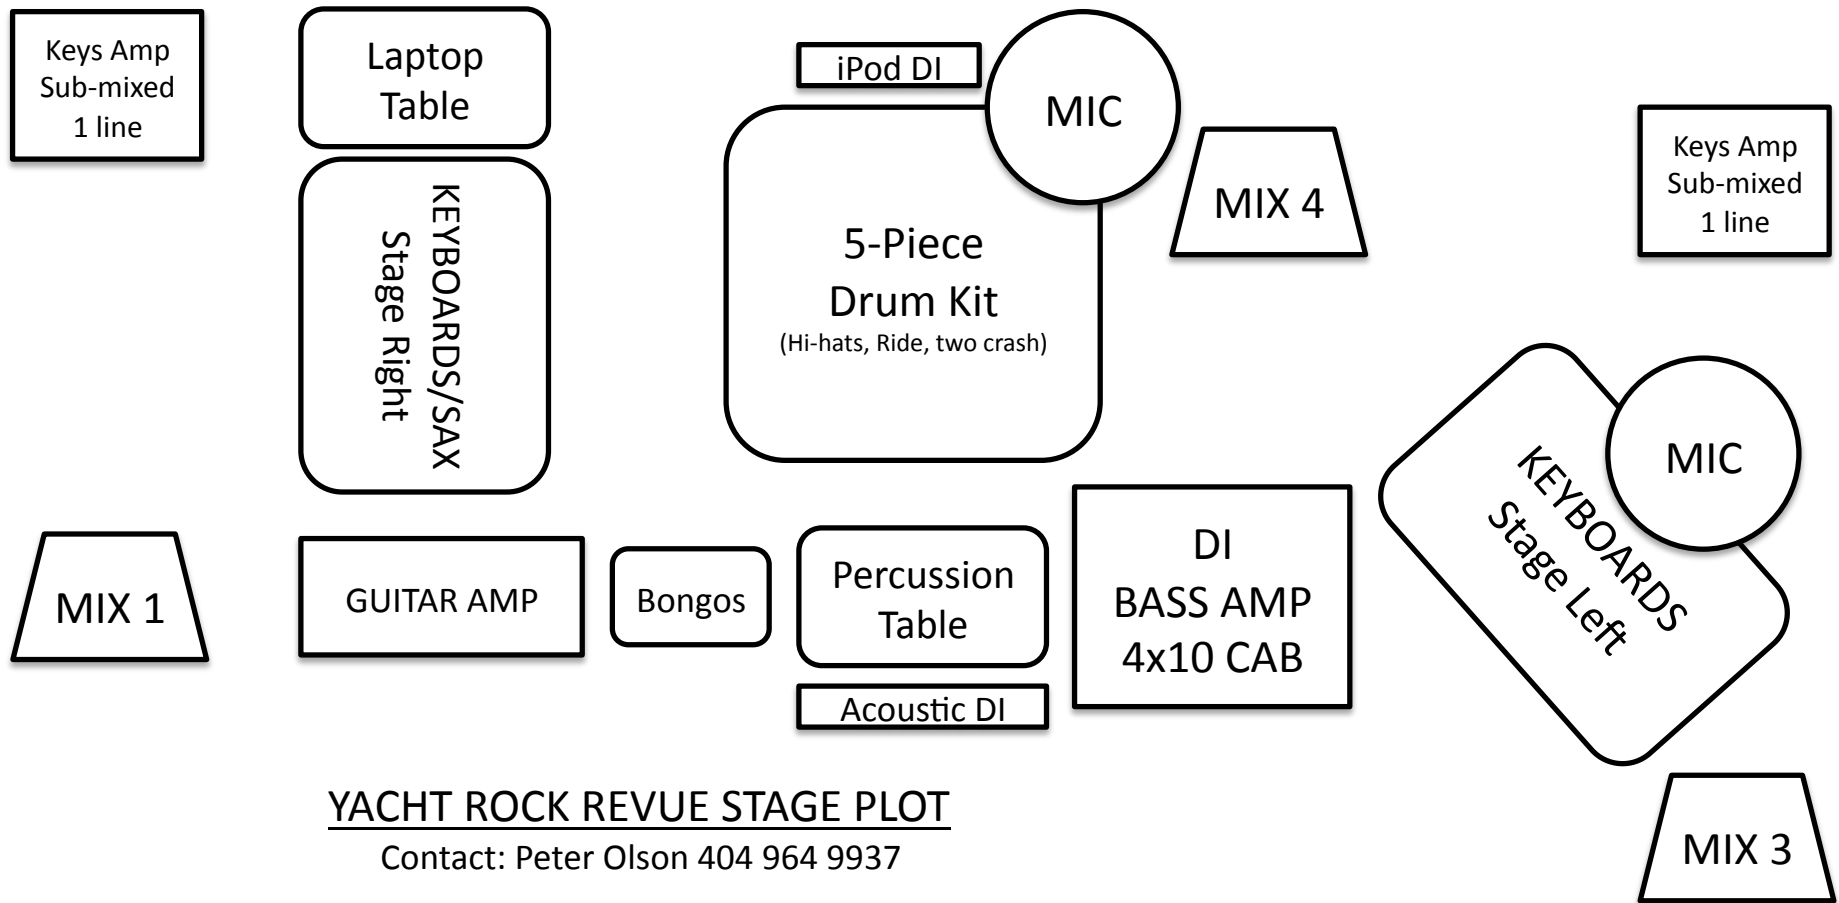 Keys Amp
Sub-mixed
1 line
Laptop
Table
iPod DI
MIC
MIX 4
Keys Amp
Sub-mixed
1 line
KEYBOARDS/SAX
Stage Right
5-Piece
Drum Kit
(Hi-hats, Ride, two crash)
MIC
KEYBOARDS
Stage Left
MIX 1
GUITAR AMP
Bongos
Percussion
Table
DI
BASS AMP
4x10 CAB
Acoustic DI
YACHT ROCK REVUE STAGE PLOT
Contact: Peter Olson 404 964 9937
MIX 3